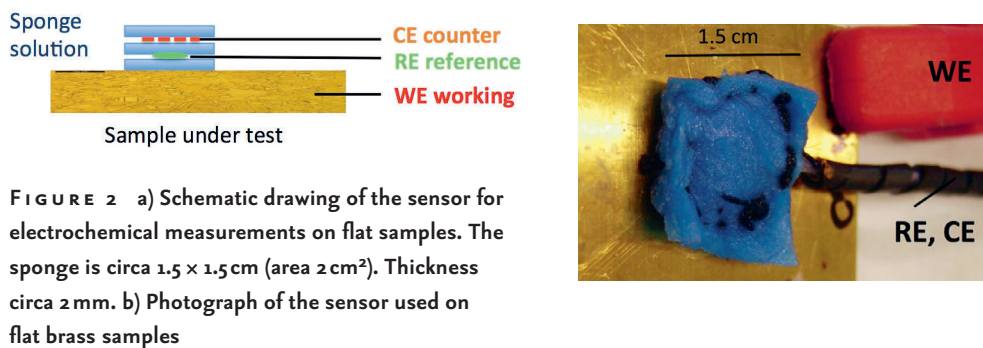 Sponge
solution
CE counter
RE reference
WE working
Sample under test
FIGURE 2 a) Schematic drawing of the sensor for
electrochemical measurements on flat samples. The
sponge is circa 1.5 × 1.5 cm (area 2 cm²). Thickness
circa 2 mm. b) Photograph of the sensor used on
flat brass samples
1.5 cm
WE
RE, CE